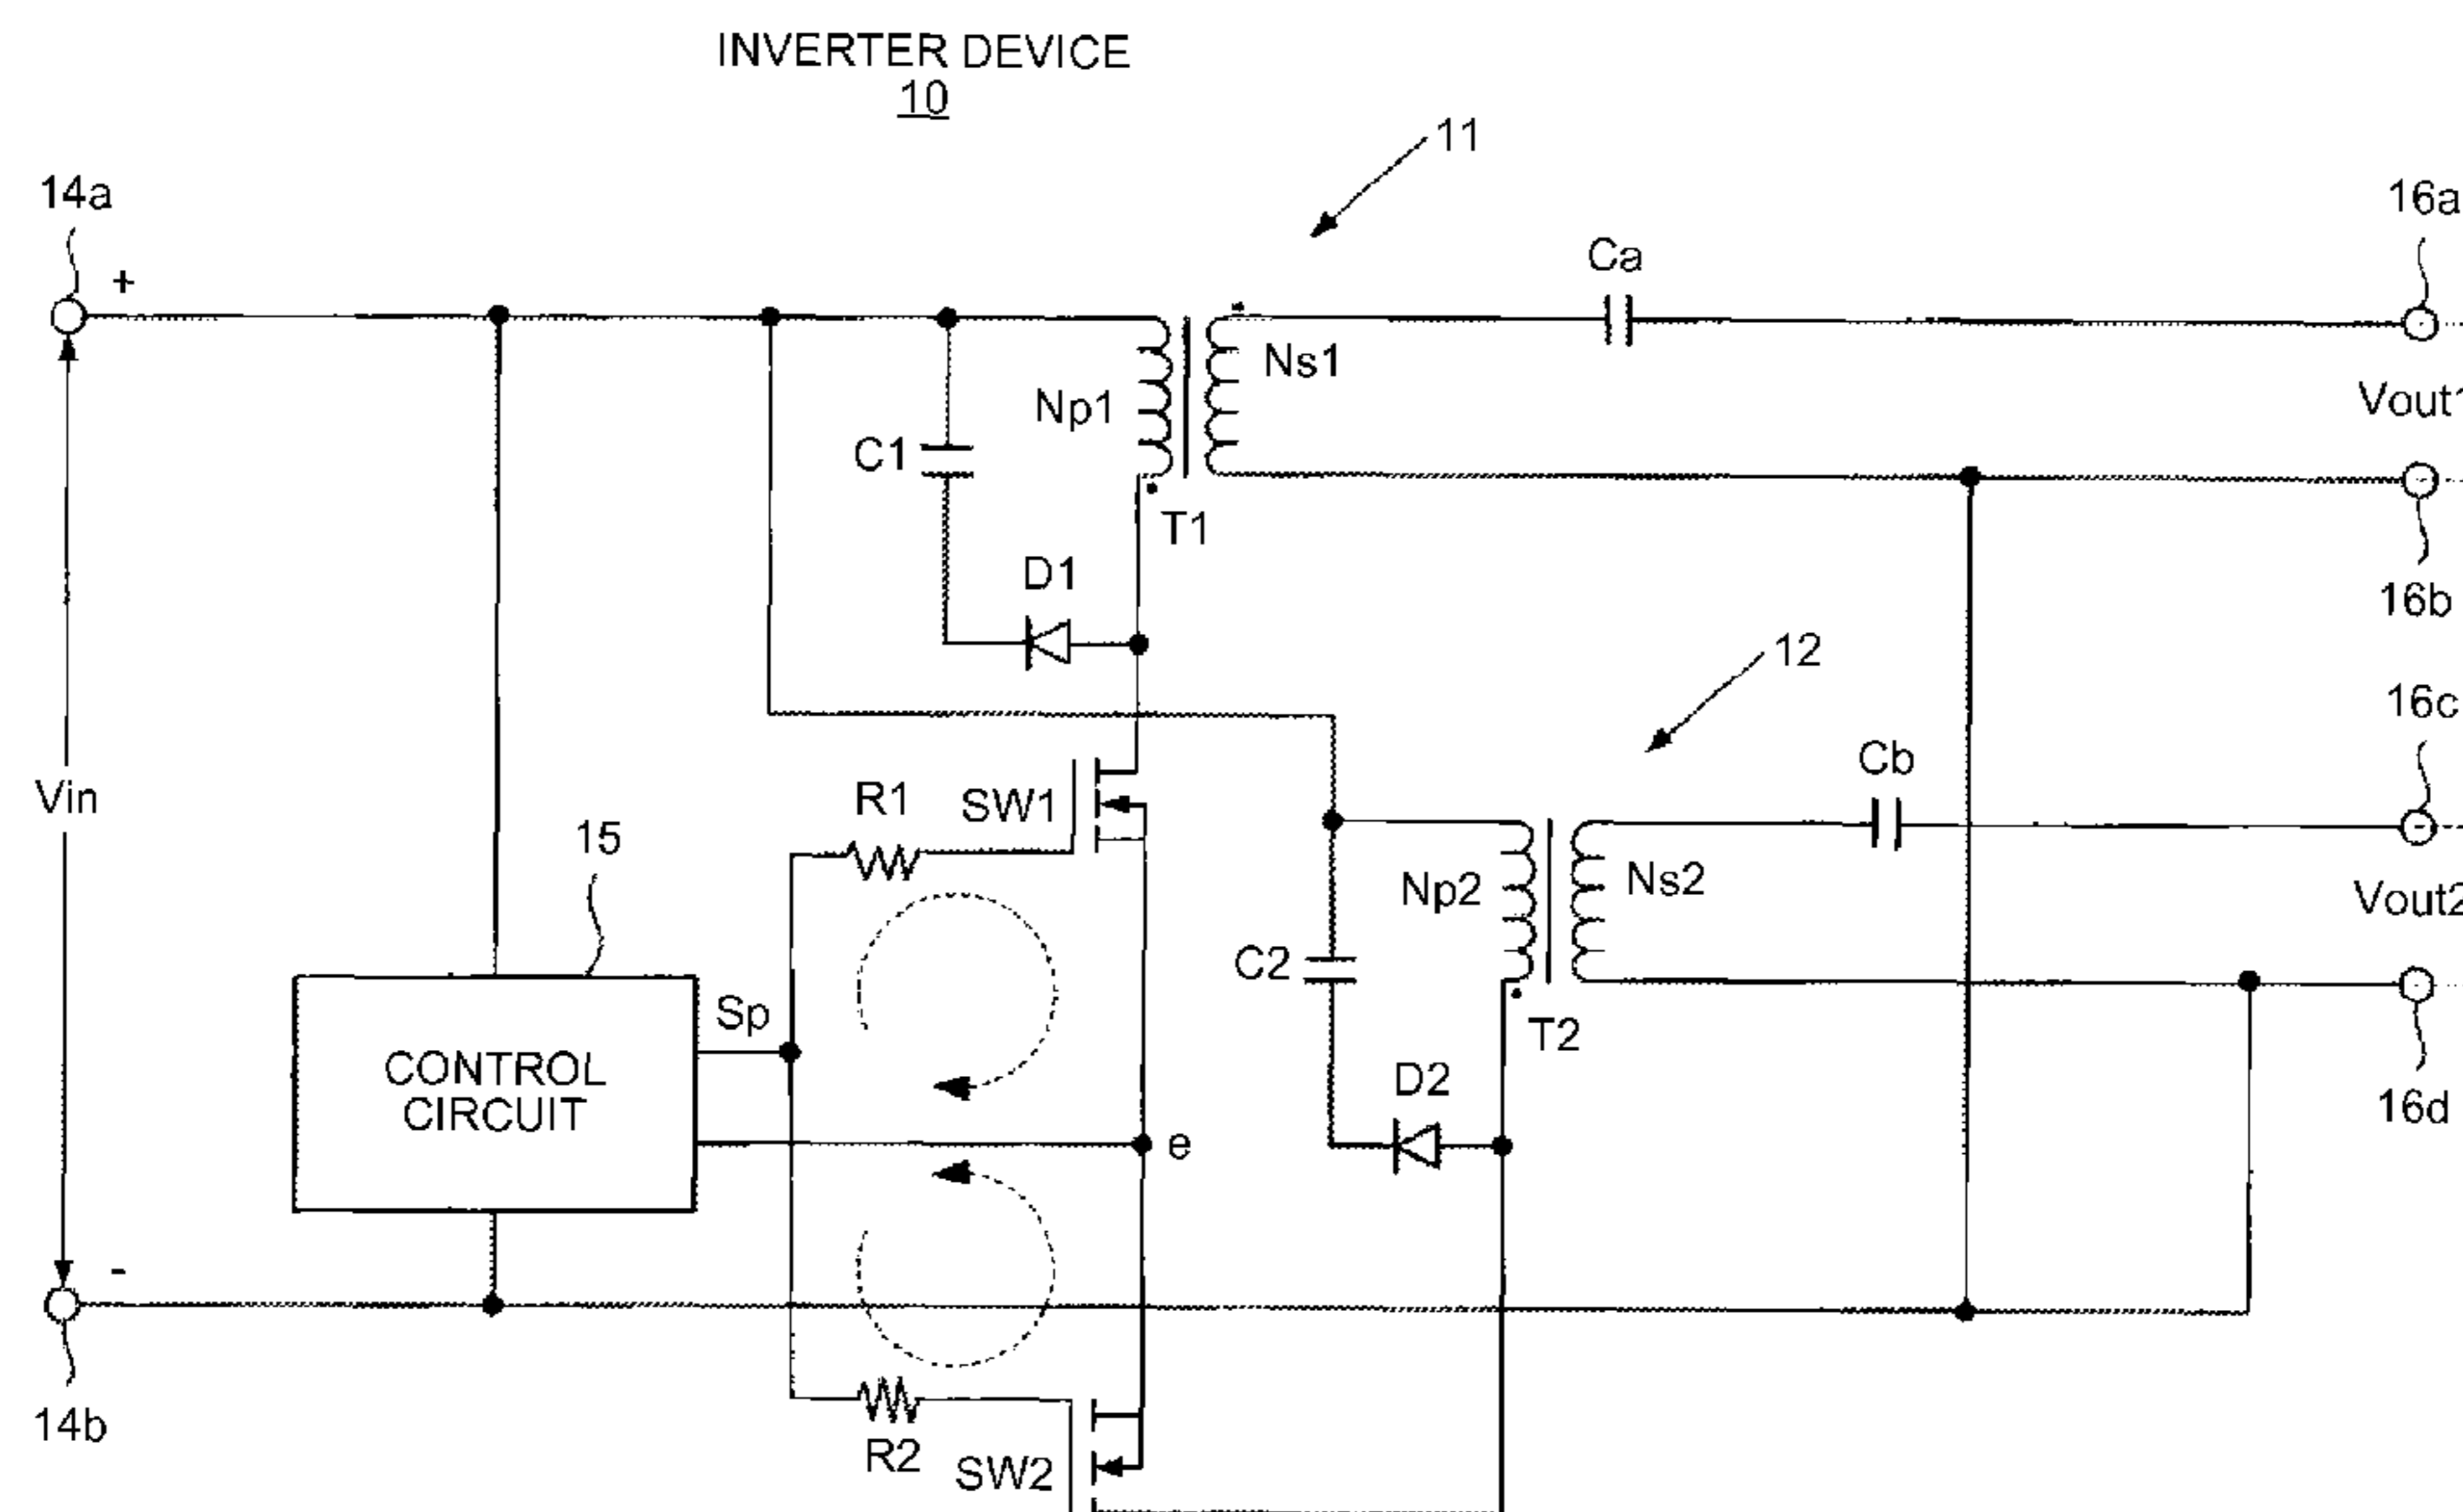 INVERTER DEVICE
10
11
14a
16a
Ca
+
Ns1
Np1
Vout1
C1
T1
D1
16b
12
16c
Cb
Vin
R1
SW1
15
Ns2
Np2
Vout2
C2
Sp
T2
CONTROL
CIRCUIT
D2
16d
e
-
14b
R2
SW2